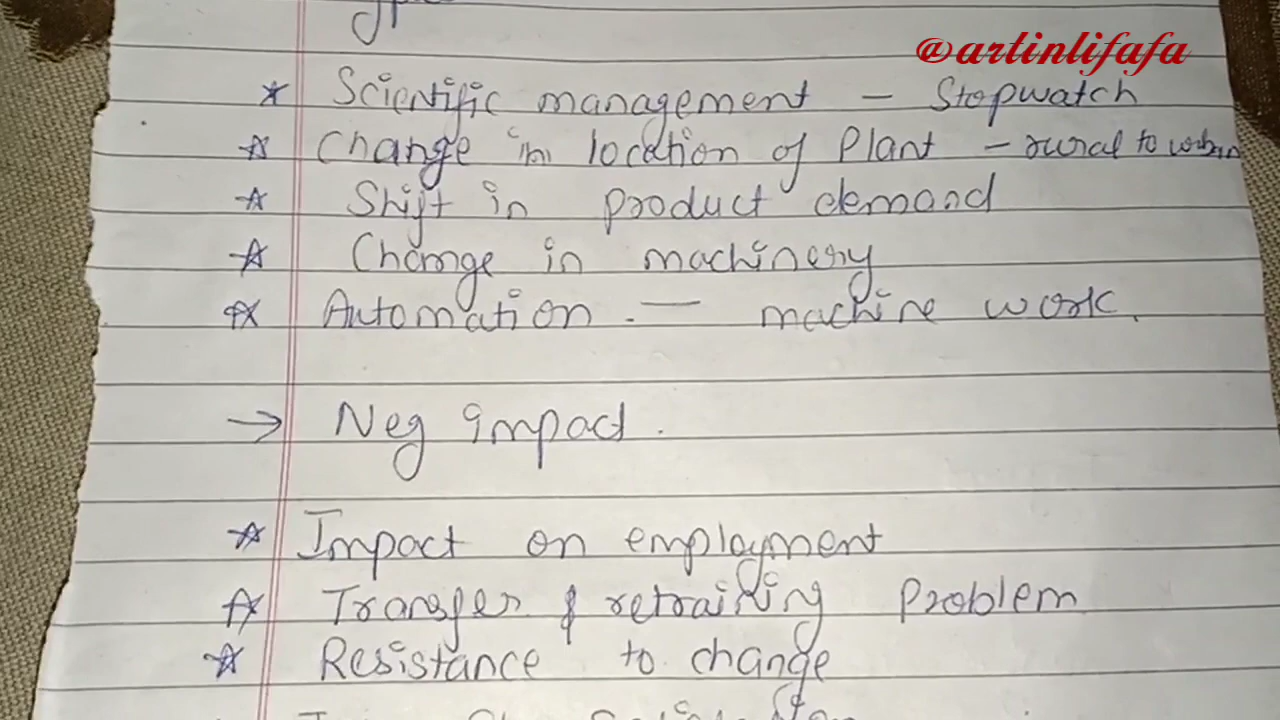 @artinlifafa
* Scientific management - Stopwatch
* Change in location of Plant - rural to urban
* Shift in product demand
* Change in machinery
* Automation. - machine work.
→ Neg impact.
* Impact on employment
* Transfer & retraining Problem
* Resistance to change